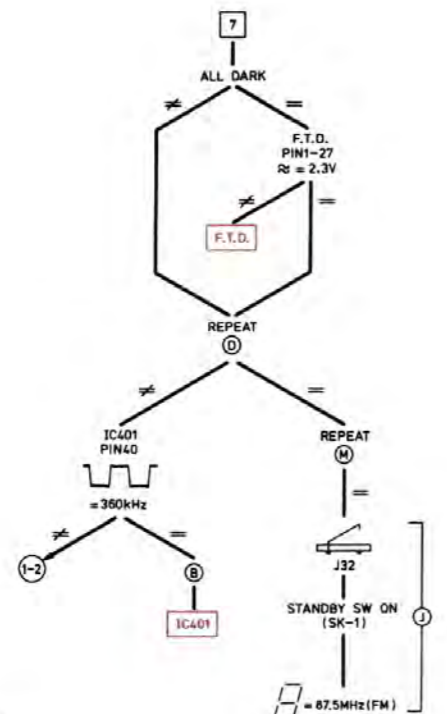 7
ALL DARK
≠ =
F.T.D.
PIN1-27
≈ = 2.3V
≠ =
F.T.D.
REPEAT
D
≠ =
IC401
PIN40
REPEAT
M
=
= 360kHz
≠ =
1-2
B
IC401
J32
STANDBY SW ON
(SK-1)
J
= 87.5MHz (FM)